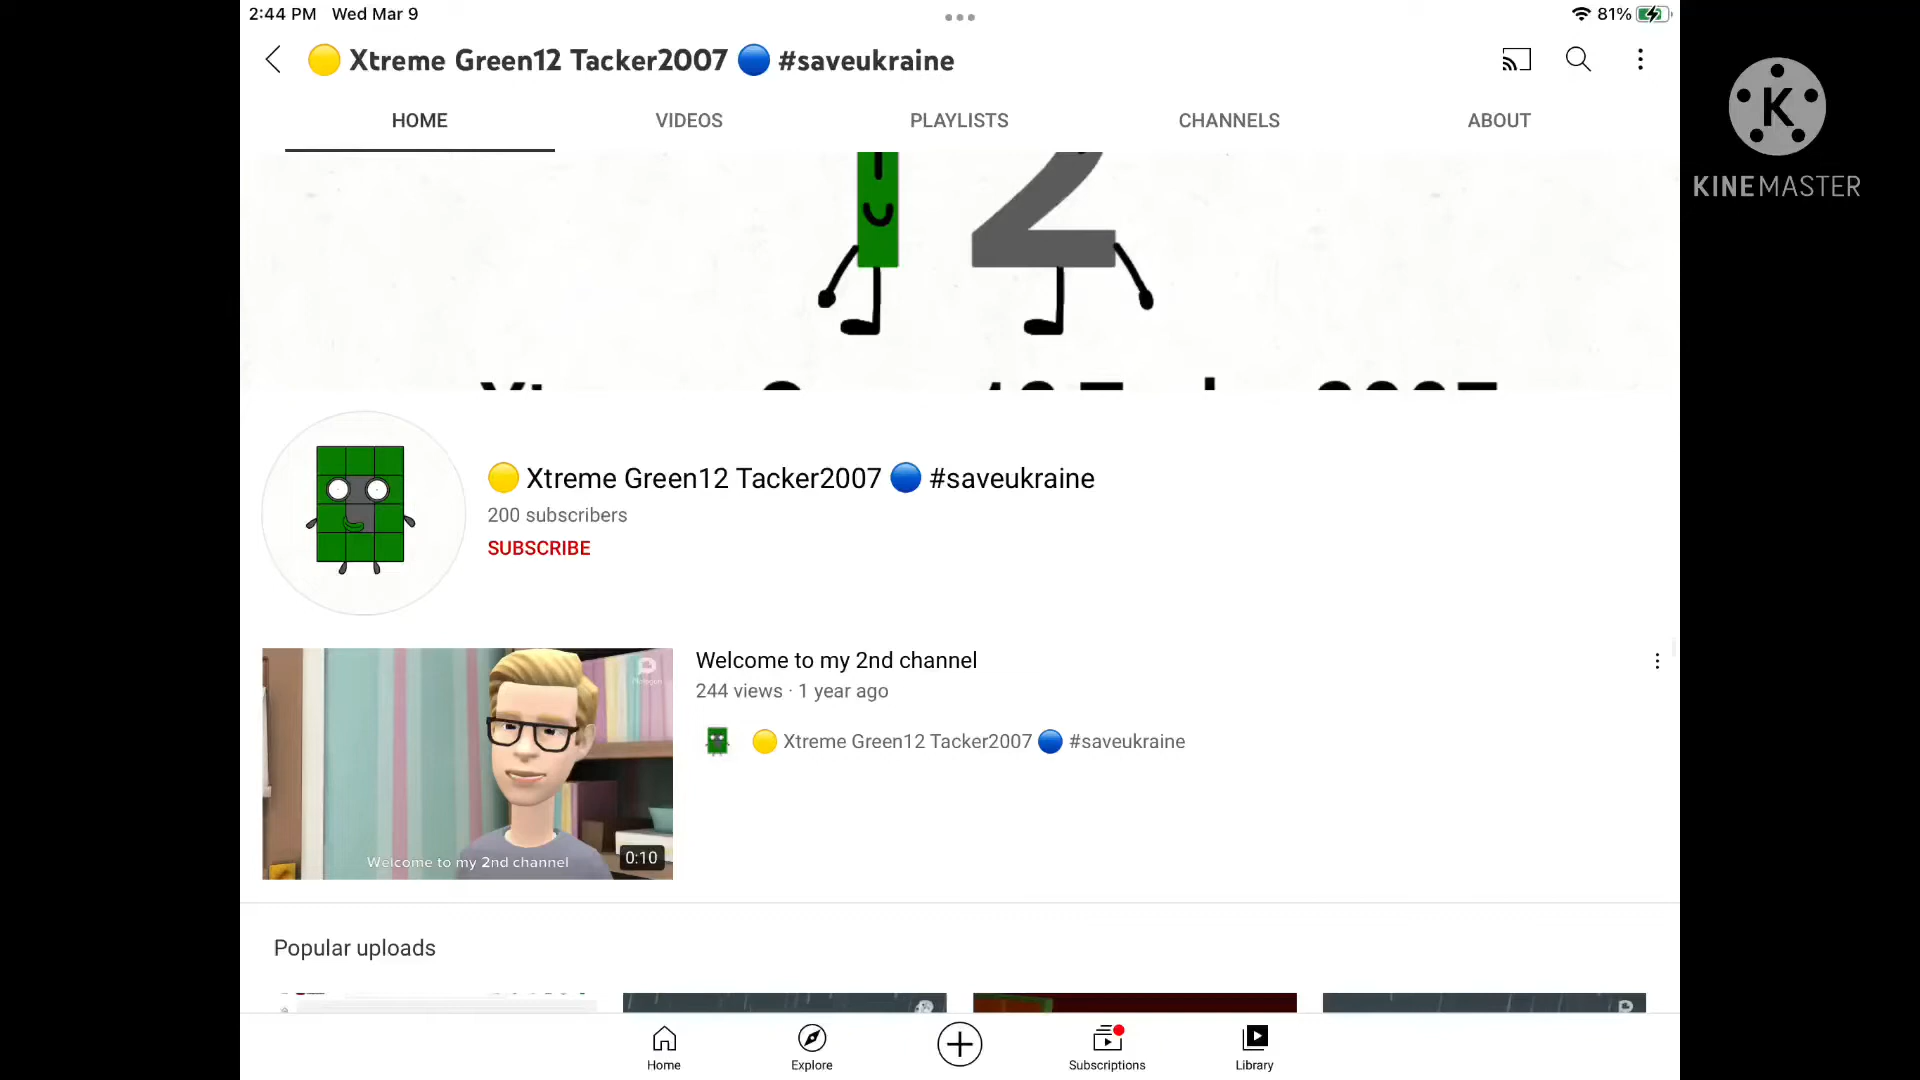 2:44 PM Wed Mar 9
81%
Xtreme Green12 Tacker2007 #saveukraine
HOME VIDEOS PLAYLISTS CHANNELS ABOUT
K
KINEMASTER
12
Xtreme Green12 Tacker2007 #saveukraine
200 subscribers
SUBSCRIBE
Welcome to my 2nd channel
244 views · 1 year ago
Xtreme Green12 Tacker2007 #saveukraine
Welcome to my 2nd channel
0:10
Popular uploads
Home Explore Subscriptions Library